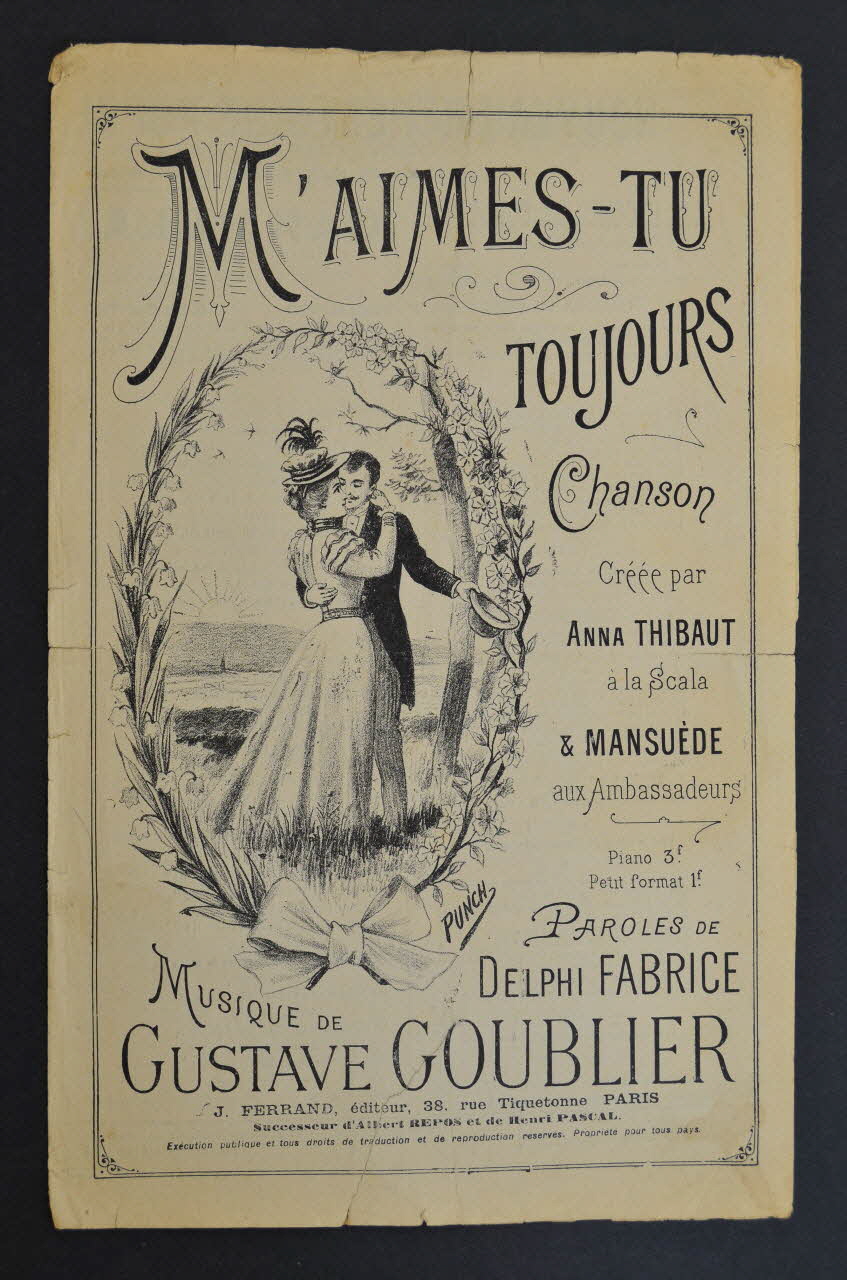 M'AIMES-TU
TOUJOURS
Chanson
Créée par
ANNA THIBAUT
à la Scala
& MANSUÈDE
aux Ambassadeurs
Piano 3f
Petit format 1f
PUNCH
PAROLES DE
DELPHI FABRICE
MUSIQUE DE
GUSTAVE GOUBLIER
J. FERRAND, éditeur, 38, rue Tiquetonne PARIS
Successeur d'Albert REPOS et de Henri PASCAL.
Exécution publique et tous droits de traduction et de reproduction reserves. Propriete pour tous pays.